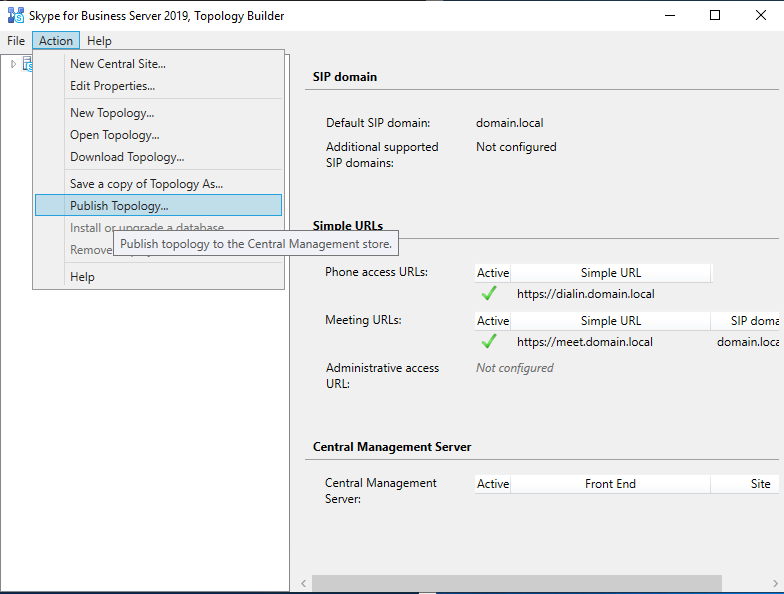 Skype for Business Server 2019, Topology Builder
File Action Help
New Central Site...
Edit Properties...
New Topology...
Open Topology...
Download Topology...
Save a copy of Topology As...
Publish Topology...
Install or upgrade a database
Publish topology to the Central Management store.
Remove
Help
SIP domain
Default SIP domain: domain.local
Additional supported Not configured
SIP domains:
Simple URLs
Phone access URLs: Active Simple URL
https://dialin.domain.local
Meeting URLs: Active Simple URL SIP doma
https://meet.domain.local domain.loca
Administrative access Not configured
URL:
Central Management Server
Central Management Active Front End Site
Server: